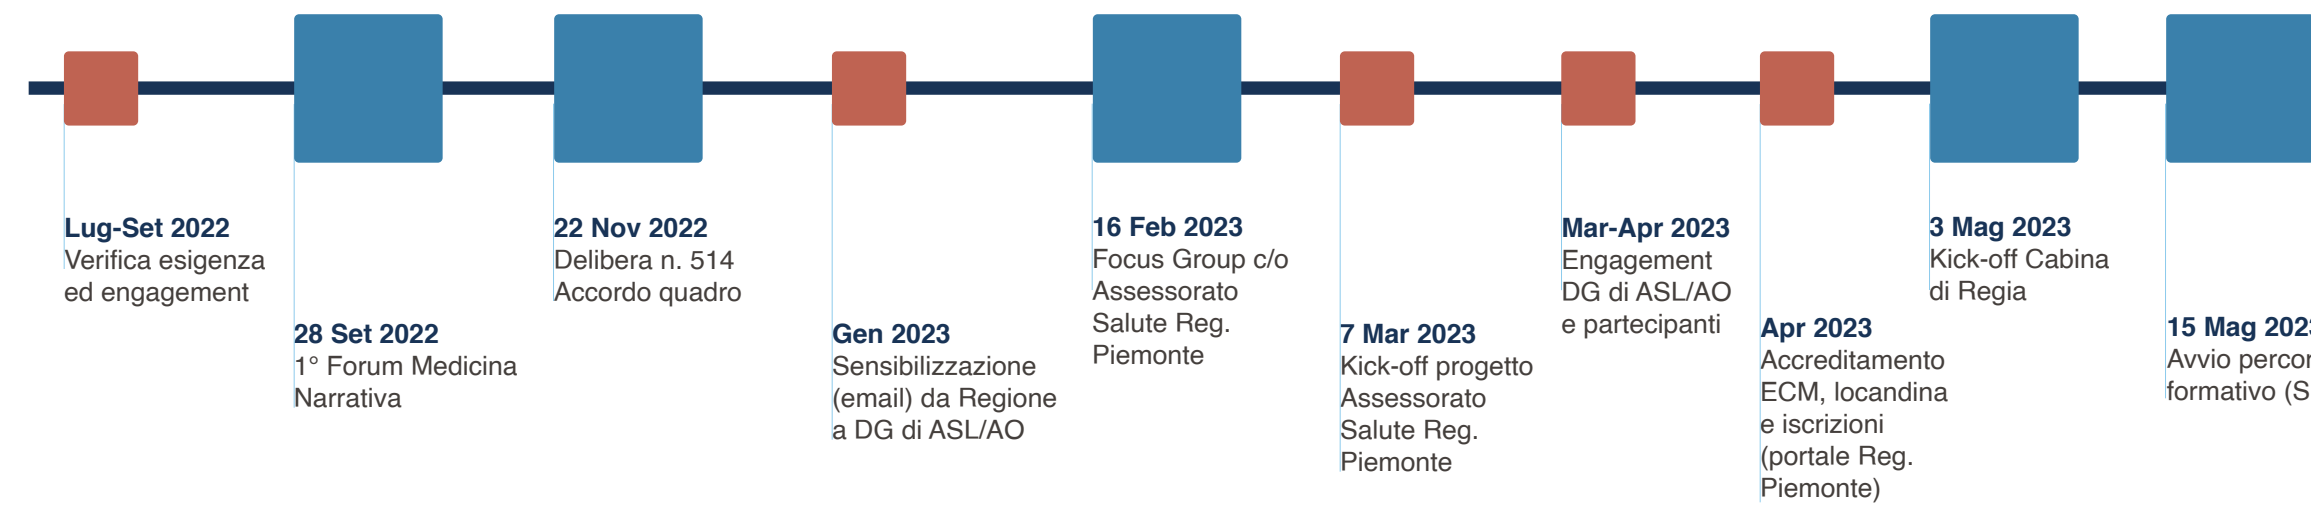 Lug-Set 2022
Verifica esigenza
ed engagement
28 Set 2022
1° Forum Medicina
Narrativa
22 Nov 2022
Delibera n. 514
Accordo quadro
Gen 2023
Sensibilizzazione
(email) da Regione
a DG di ASL/AO
16 Feb 2023
Focus Group c/o
Assessorato
Salute Reg.
Piemonte
7 Mar 2023
Kick-off progetto
Assessorato
Salute Reg.
Piemonte
Mar-Apr 2023
Engagement
DG di ASL/AO
e partecipanti
Apr 2023
Accreditamento
ECM, locandina
e iscrizioni
(portale Reg.
Piemonte)
3 Mag 2023
Kick-off Cabina
di Regia
15 Mag 2023
Avvio
formativo